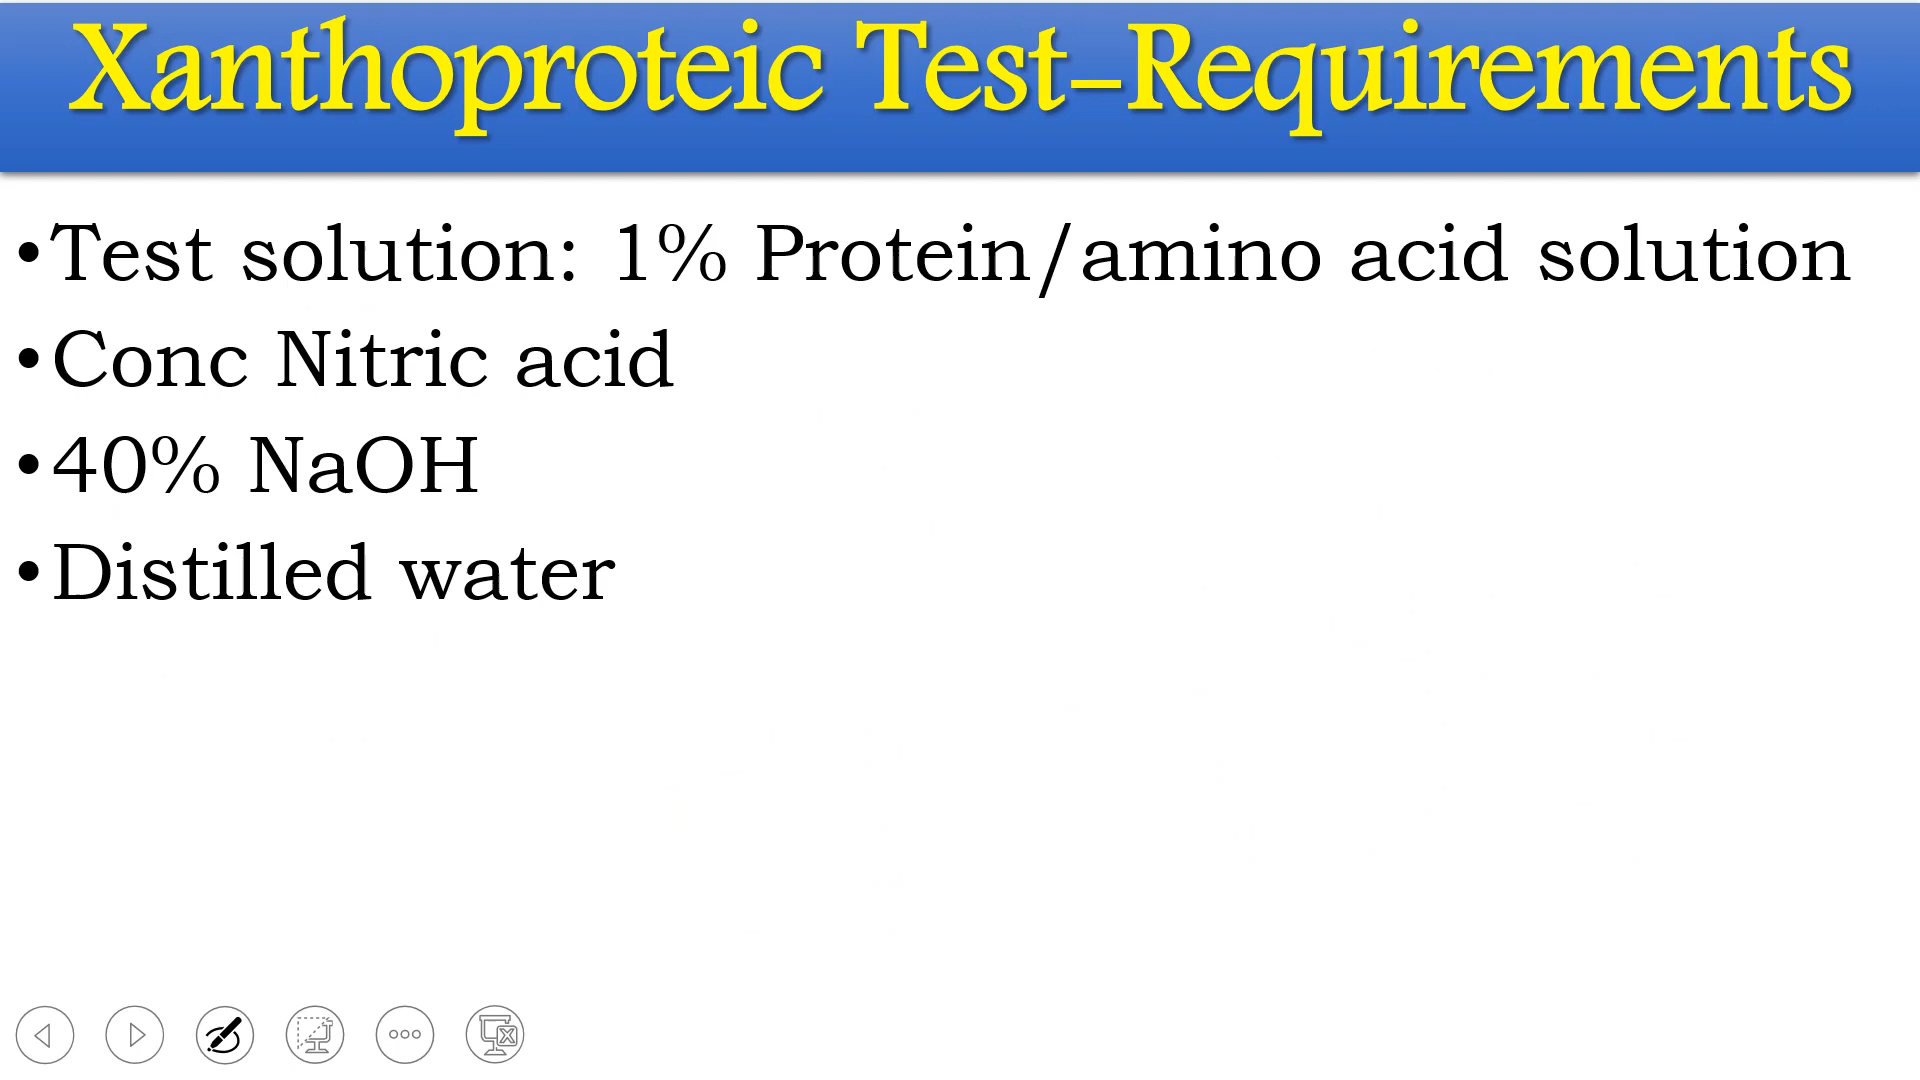 Xanthoproteic Test-Requirements
•Test solution: 1% Protein/amino acid solution
•Conc Nitric acid
•40% NaOH
•Distilled water